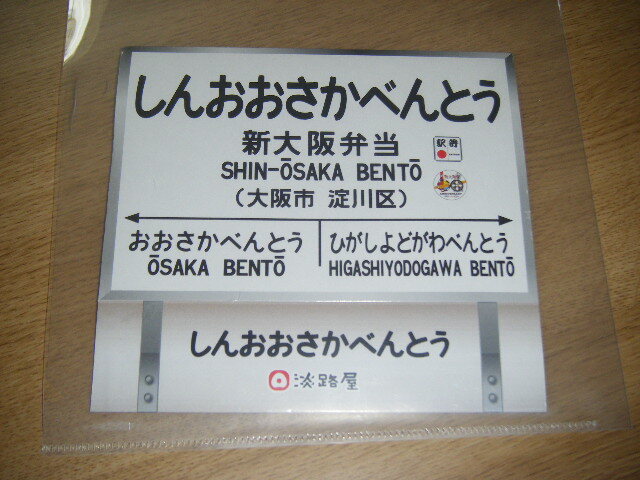 しんおおさかべんとう
新大阪弁当
駅弁
SHIN-ŌSAKA BENTŌ
(大阪市 淀川区)
おおさかべんとう
ŌSAKA BENTŌ
ひがしよどがわべんとう
HIGASHIYODOGAWA BENTŌ
しんおおさかべんとう
淡路屋